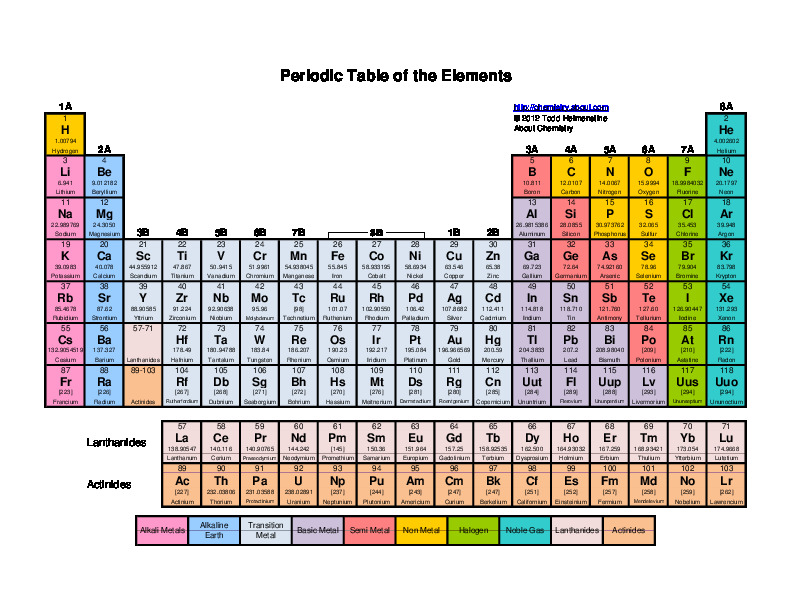 Periodic Table of the Elements
1A 8A
http://chemistry.about.com
© 2012 Todd Helmenstine
About Chemistry
1 2
H He
1.00794 4.002602
Hydrogen Helium
2A 3A 4A 5A 6A 7A
3 4 5 6 7 8 9 10
Li Be B C N O F Ne
6.941 9.012182 10.811 12.0107 14.0067 15.9994 18.9984032 20.1797
Lithium Beryllium Boron Carbon Nitrogen Oxygen Fluorine Neon
11 12 13 14 15 16 17 18
Na Mg Al Si P S Cl Ar
22.989769 24.3050 26.9815386 28.0855 30.973762 32.065 35.453 39.948
Sodium Magnesium Aluminum Silicon Phosphorus Sulfur Chlorine Argon
3B 4B 5B 6B 7B 8B 1B 2B
19 20 21 22 23 24 25 26 27 28 29 30 31 32 33 34 35 36
K Ca Sc Ti V Cr Mn Fe Co Ni Cu Zn Ga Ge As Se Br Kr
39.0983 40.078 44.955912 47.867 50.9415 51.9961 54.938045 55.845 58.933195 58.6934 63.546 65.38 69.723 72.64 74.92160 78.96 79.904 83.798
Potassium Calcium Scandium Titanium Vanadium Chromium Manganese Iron Cobalt Nickel Copper Zinc Gallium Germanium Arsenic Selenium Bromine Krypton
37 38 39 40 41 42 43 44 45 46 47 48 49 50 51 52 53 54
Rb Sr Y Zr Nb Mo Tc Ru Rh Pd Ag Cd In Sn Sb Te I Xe
85.4678 87.62 88.90585 91.224 92.90638 95.96 [98] 101.07 102.90550 106.42 107.8682 112.411 114.818 118.710 121.760 127.60 126.90447 131.293
Rubidium Strontium Yttrium Zirconium Niobium Molybdenum Technetium Ruthenium Rhodium Palladium Silver Cadmium Indium Tin Antimony Tellurium Iodine Xenon
55 56 57-71 72 73 74 75 76 77 78 79 80 81 82 83 84 85 86
Cs Ba Hf Ta W Re Os Ir Pt Au Hg Tl Pb Bi Po At Rn
132.9054519 137.327 178.49 180.94788 183.84 186.207 190.23 192.217 195.084 196.966569 200.59 204.3833 207.2 208.98040 [209] [210] [222]
Cesium Barium Lanthanides Hafnium Tantalum Tungsten Rhenium Osmium Iridium Platinum Gold Mercury Thallium Lead Bismuth Polonium Astatine Radon
87 88 89-103 104 105 106 107 108 109 110 111 112 113 114 115 116 117 118
Fr Ra Rf Db Sg Bh Hs Mt Ds Rg Cn Uut Fl Uup Lv Uus Uuo
[223] [226] [267] [268] [271] [272] [270] [276] [281] [280] [285] [284] [289] [288] [293] [294] [294]
Francium Radium Actinides Rutherfordium Dubnium Seaborgium Bohrium Hassium Meitnerium Darmstadtium Roentgenium Copernicium Ununtrium Flerovium Ununpentium Livermorium Ununseptium Ununoctium
57 58 59 60 61 62 63 64 65 66 67 68 69 70 71
Lanthanides La Ce Pr Nd Pm Sm Eu Gd Tb Dy Ho Er Tm Yb Lu
138.90547 140.116 140.90765 144.242 [145] 150.36 151.964 157.25 158.92535 162.500 164.93032 167.259 168.93421 173.054 174.9668
Lanthanum Cerium Praseodymium Neodymium Promethium Samarium Europium Gadolinium Terbium Dysprosium Holmium Erbium Thulium Ytterbium Lutetium
89 90 91 92 93 94 95 96 97 98 99 100 101 102 103
Actinides Ac Th Pa U Np Pu Am Cm Bk Cf Es Fm Md No Lr
[227] 232.03806 231.03588 238.02891 [237] [244] [243] [247] [247] [251] [252] [257] [258] [259] [262]
Actinium Thorium Protactinium Uranium Neptunium Plutonium Americium Curium Berkelium Californium Einsteinium Fermium Mendelevium Nobelium Lawrencium
Alkali Metals Alkaline Earth Transition Metal Basic Metal Semi Metal Non Metal Halogen Noble Gas Lanthanides Actinides